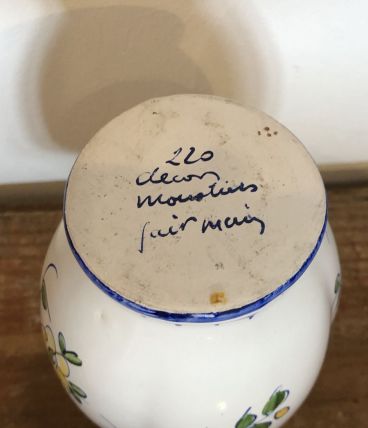 220
decor
moustiers
fait main